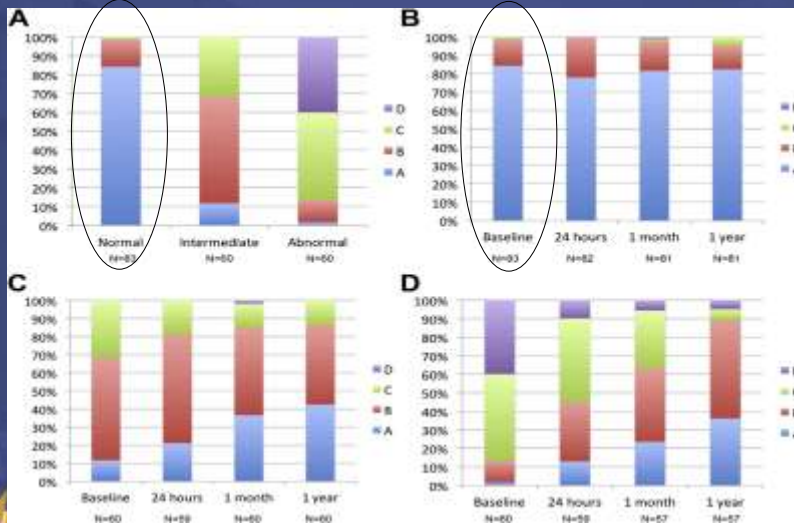 A
100%
90%
80%
70%
60%
50%
40%
30%
20%
10%
0%
D
C
B
A
Normal Intermediate Abnormal
N=83 N=60 N=60
B
100%
90%
80%
70%
60%
50%
40%
30%
20%
10%
0%
Baseline 24 hours 1 month 1 year
N=83 N=82 N=81 N=81
C
100%
90%
80%
70%
60%
50%
40%
30%
20%
10%
0%
D
C
B
A
Baseline 24 hours 1 month 1 year
N=60 N=59 N=60 N=60
D
100%
90%
80%
70%
60%
50%
40%
30%
20%
10%
0%
Baseline 24 hours 1 month 1 year
N=60 N=59 N=57 N=57